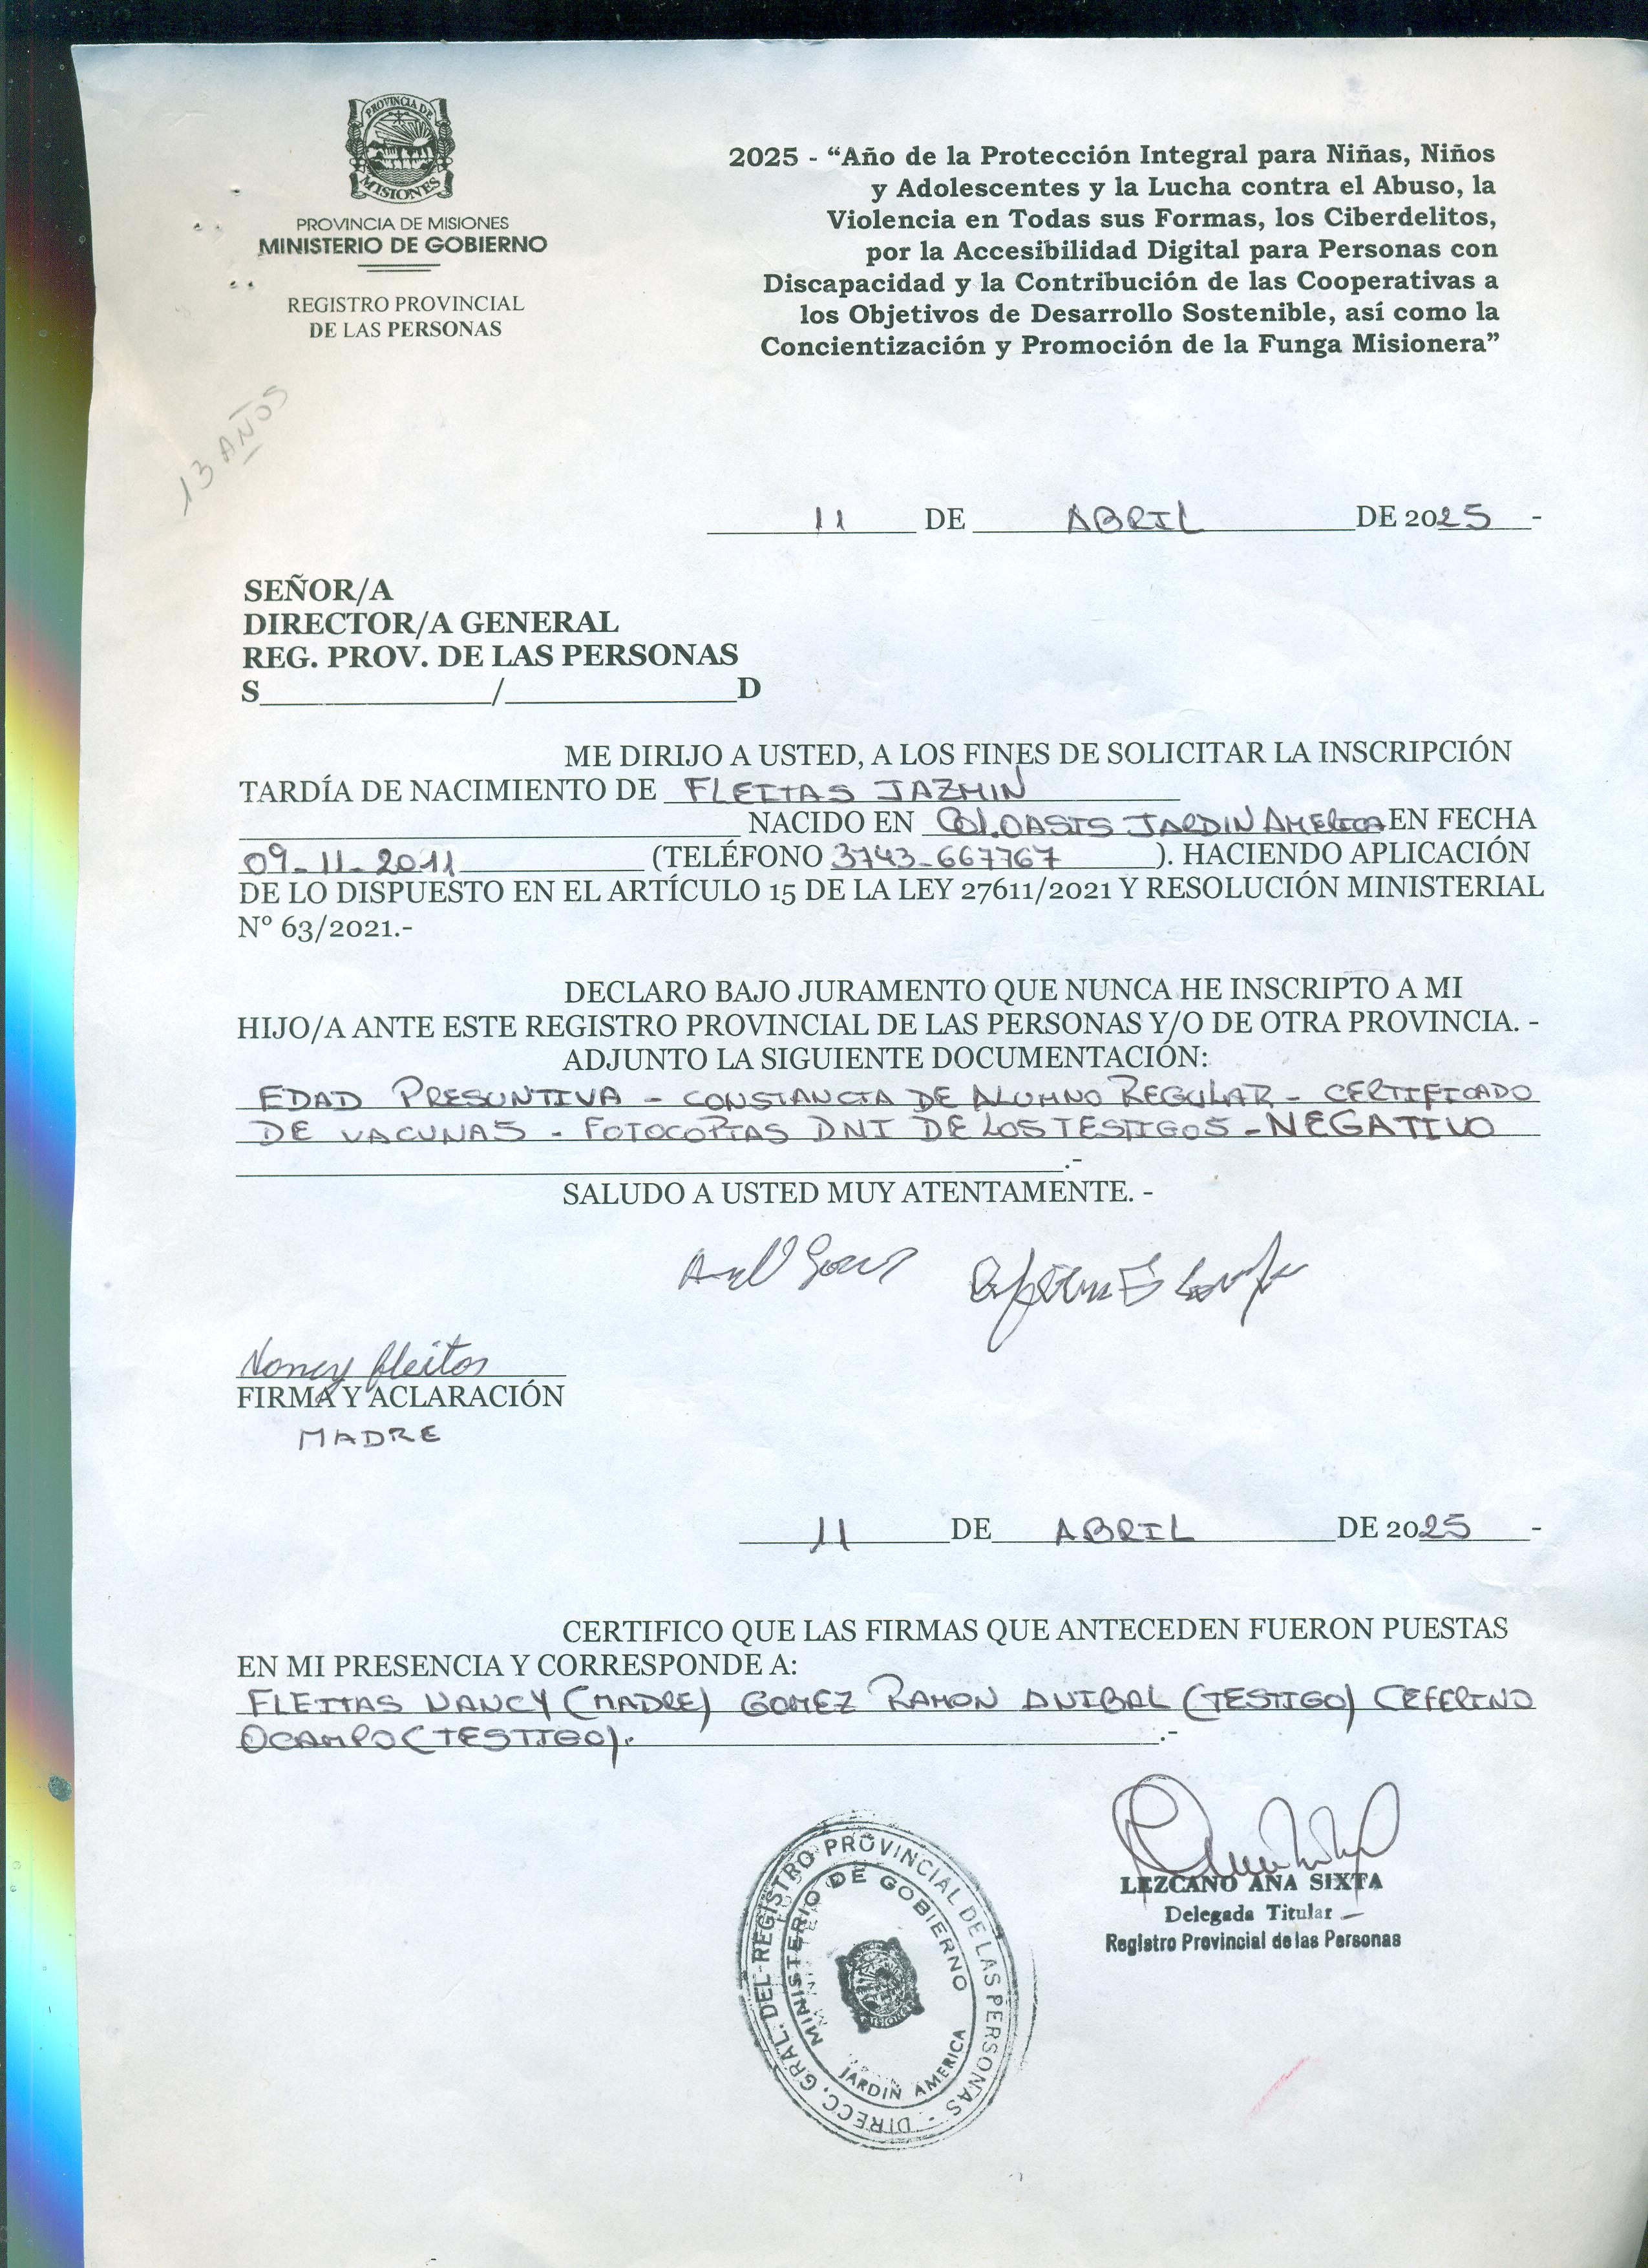 PROVINCIA DE
MISIONES
PROVINCIA DE MISIONES
MINISTERIO DE GOBIERNO
REGISTRO PROVINCIAL
DE LAS PERSONAS
2025 - “Año de la Protección Integral para Niñas, Niños
y Adolescentes y la Lucha contra el Abuso, la
Violencia en Todas sus Formas, los Ciberdelitos,
por la Accesibilidad Digital para Personas con
Discapacidad y la Contribución de las Cooperativas a
los Objetivos de Desarrollo Sostenible, así como la
Concientización y Promoción de la Funga Misionera”
13 AÑOS
11 DE ABRIL DE 2025 -
SEÑOR/A
DIRECTOR/A GENERAL
REG. PROV. DE LAS PERSONAS
S______________/______________D
ME DIRIJO A USTED, A LOS FINES DE SOLICITAR LA INSCRIPCIÓN
TARDÍA DE NACIMIENTO DE FLEITAS JAZMIN
NACIDO EN COL.OASIS JARDIN AMERICA EN FECHA
09-11-2011 (TELÉFONO 3743-667767 ). HACIENDO APLICACIÓN
DE LO DISPUESTO EN EL ARTÍCULO 15 DE LA LEY 27611/2021 Y RESOLUCIÓN MINISTERIAL
N° 63/2021.-
DECLARO BAJO JURAMENTO QUE NUNCA HE INSCRIPTO A MI
HIJO/A ANTE ESTE REGISTRO PROVINCIAL DE LAS PERSONAS Y/O DE OTRA PROVINCIA. -
ADJUNTO LA SIGUIENTE DOCUMENTACIÓN:
EDAD PRESUNTIVA - CONSTANCIA DE ALUMNO REGULAR - CERTIFICADO
DE VACUNAS - FOTOCOPIAS DNI DE LOS TESTIGOS - NEGATIVO
.-
SALUDO A USTED MUY ATENTAMENTE. -
Nancy fleitas
FIRMA Y ACLARACIÓN
MADRE
11 DE ABRIL DE 2025 -
CERTIFICO QUE LAS FIRMAS QUE ANTECEDEN FUERON PUESTAS
EN MI PRESENCIA Y CORRESPONDE A:
FLEITAS NANCY (MADRE) GOMEZ RAMON ANIBAL (TESTIGO) CEFERINO
OCAMPO (TESTIGO). .-
DIRECC. GRAL. DEL REGISTRO PROVINCIAL DE LAS PERSONAS -
MINISTERIO DE GOBIERNO
JARDIN AMERICA
LEZCANO ANA SIXTA
Delegada Titular
Registro Provincial de las Personas